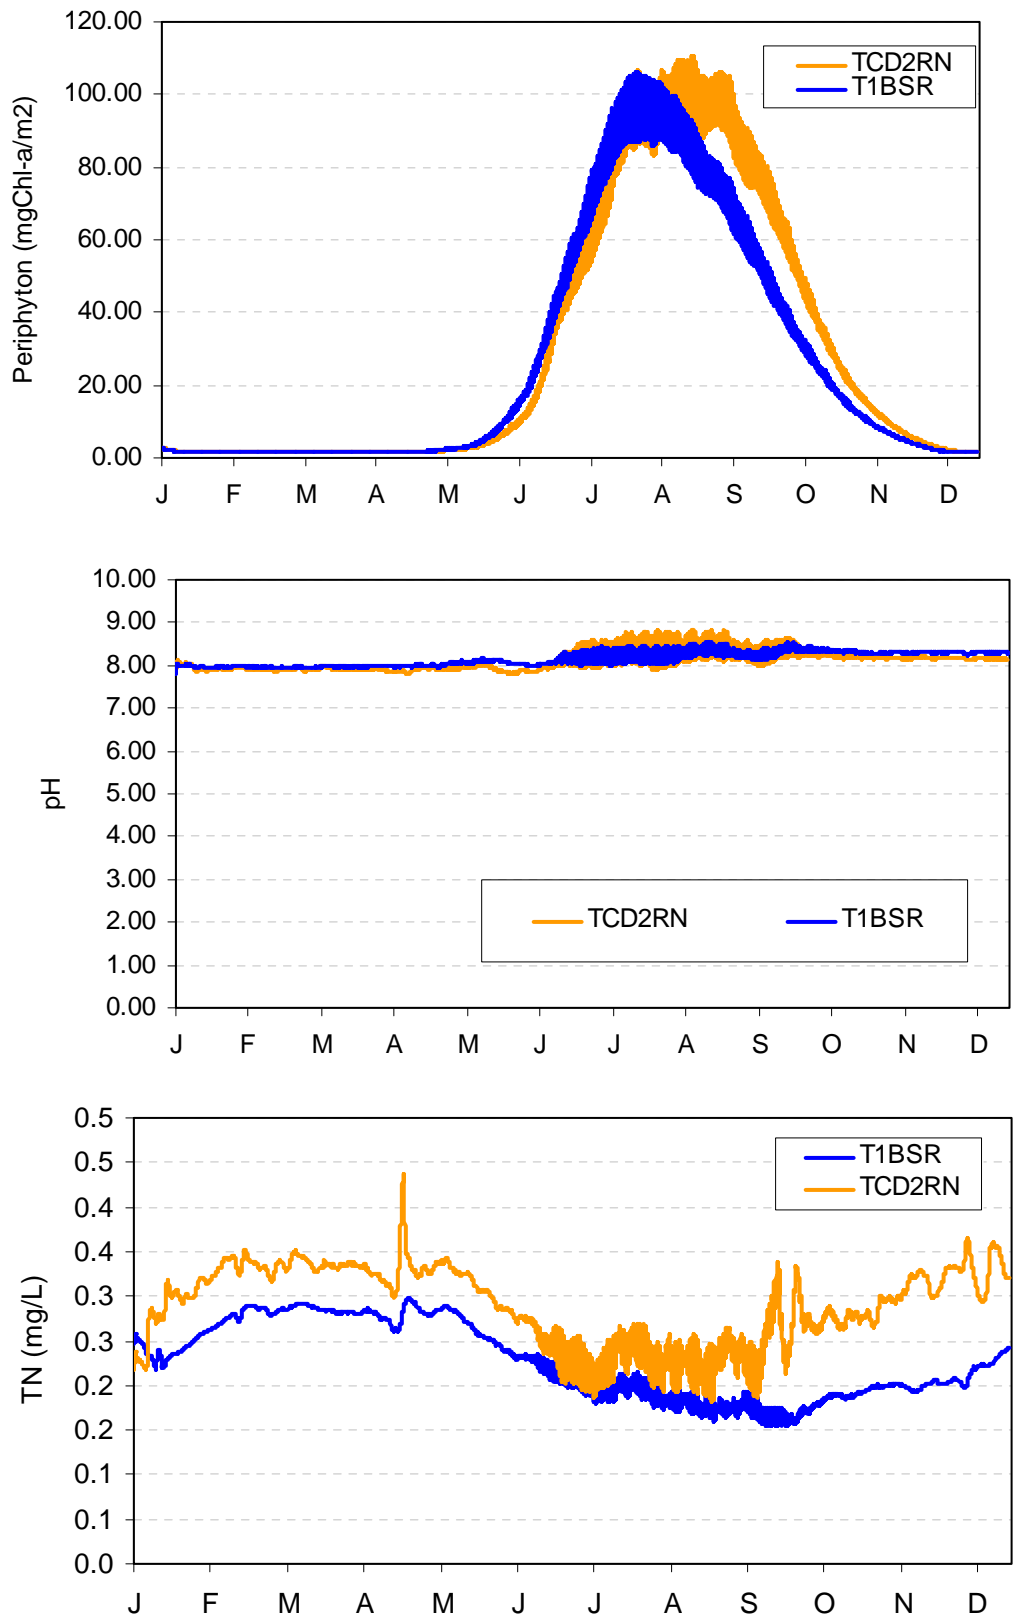 120.00
100.00
80.00
60.00
40.00
20.00
0.00
Periphyton (mgChl-a/m2)
TCD2RN
T1BSR
J F M A M J J A S O N D
10.00
9.00
8.00
7.00
6.00
5.00
4.00
3.00
2.00
1.00
0.00
pH
TCD2RN T1BSR
J F M A M J J A S O N D
0.5
0.5
0.4
0.4
0.3
0.3
0.2
0.2
0.1
0.1
0.0
TN (mg/L)
T1BSR
TCD2RN
J F M A M J J A S O N D